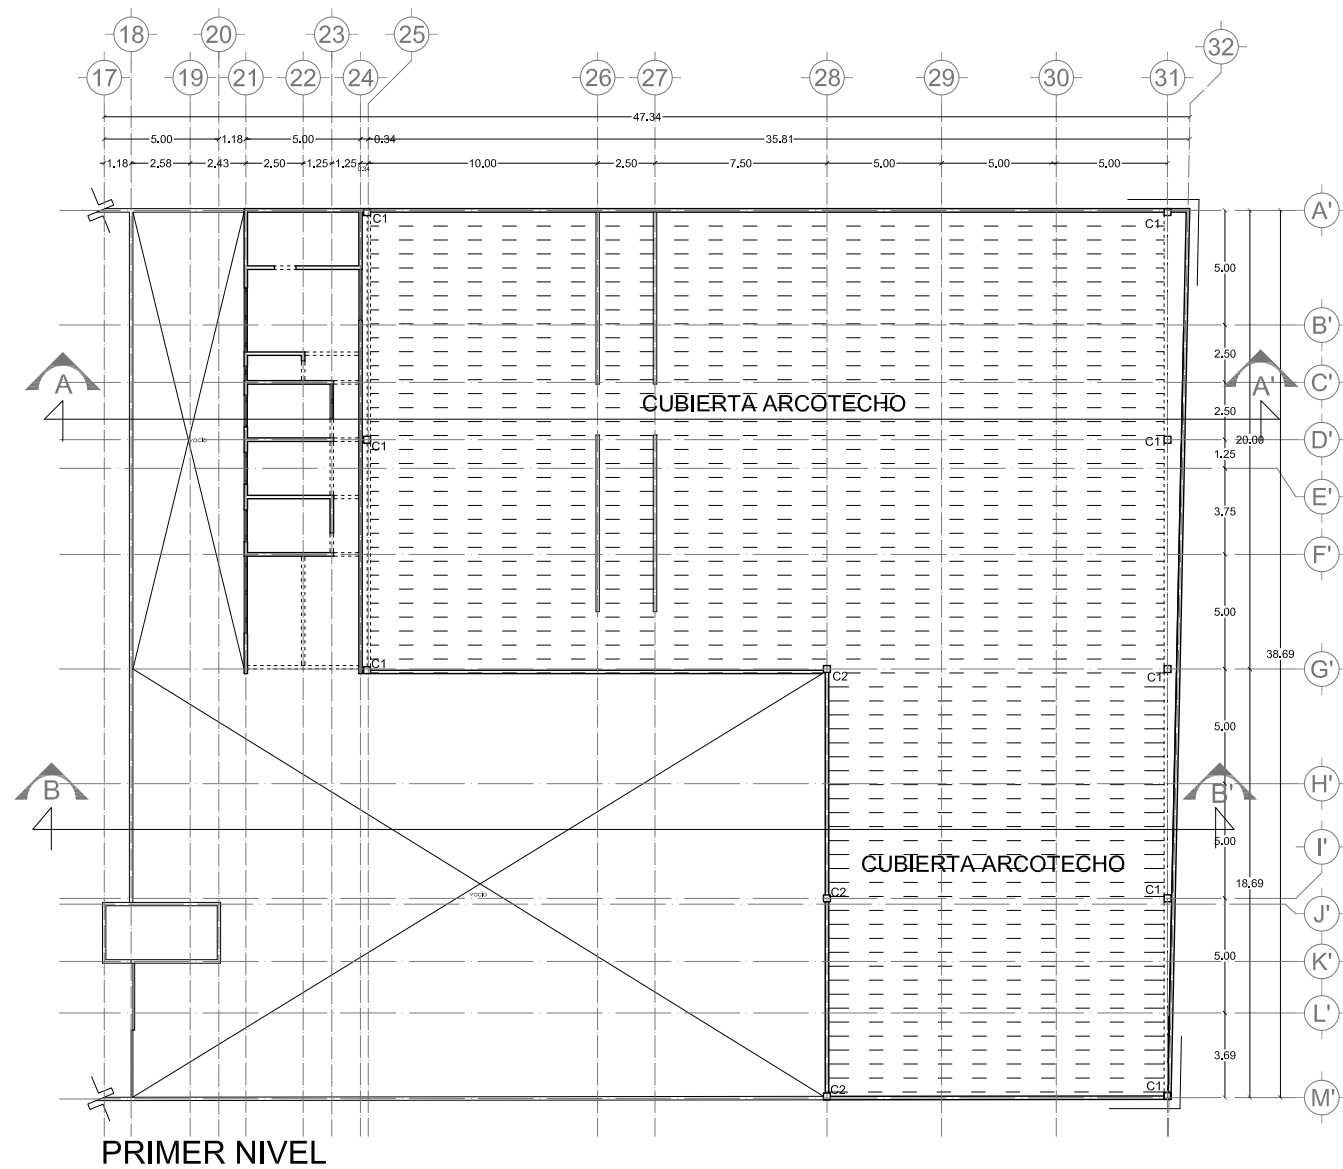 18 20 23 25
32
17 19 21 22 24 26 27 28 29 30 31
47.34
5.00 1.18 5.00 0.34 35.81
1.18 2.58 2.43 2.50 1.25 1.25 0.34 10.00 2.50 7.50 5.00 5.00 5.00
A'
C1 C1
5.00
B'
2.50
A A' C'
CUBIERTA ARCOTECHO
2.50
vacio C1 C1 20.00 D'
1.25
E'
3.75
F'
5.00
38.69
C1 C2 C1 G'
5.00
B B' H'
5.00 I'
CUBIERTA ARCOTECHO
18.69
vacio C2 C1
J'
5.00 K'
L'
3.69
C2 C1 M'
PRIMER NIVEL